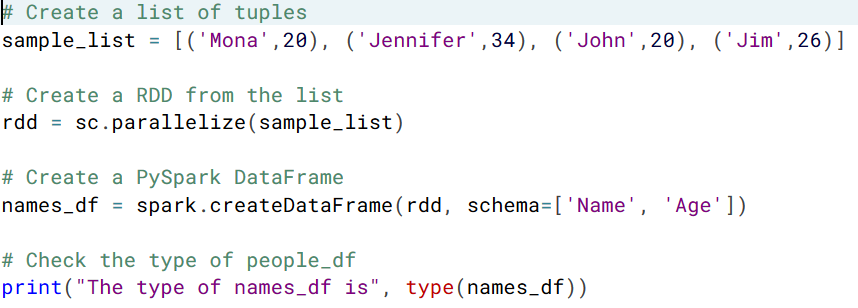 # Create a list of tuples
sample_list = [('Mona',20), ('Jennifer',34), ('John',20), ('Jim',26)]
# Create a RDD from the list
rdd = sc.parallelize(sample_list)
# Create a PySpark DataFrame
names_df = spark.createDataFrame(rdd, schema=['Name', 'Age'])
# Check the type of people_df
print("The type of names_df is", type(names_df))